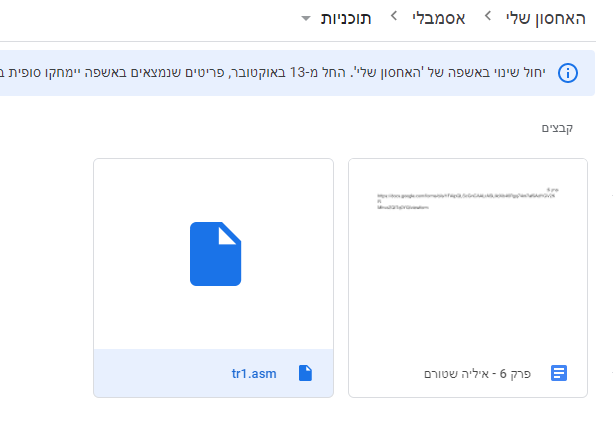 האחסון שלי > אסמבלי > תוכניות
יחול שינוי באשפה של 'האחסון שלי'. החל מ-13 באוקטובר, פריטים שנמצאים באשפה יימחקו סופית
קבצים
פרק 6 - איליה שטורם
tr1.asm